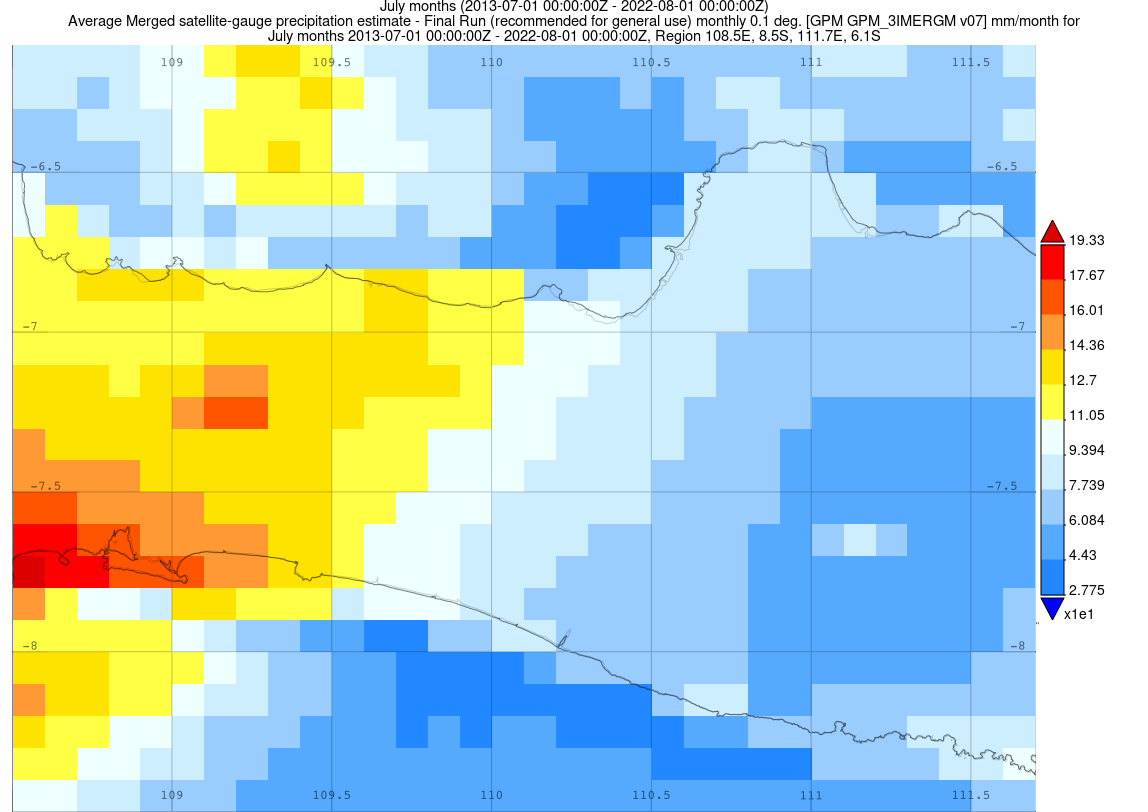 July months (2013-07-01 00:00:00Z - 2022-08-01 00:00:00Z)
Average Merged satellite-gauge precipitation estimate - Final Run (recommended for general use) monthly 0.1 deg. [GPM GPM_3IMERGM v07] mm/month for
July months 2013-07-01 00:00:00Z - 2022-08-01 00:00:00Z, Region 108.5E, 8.5S, 111.7E, 6.1S
109 109.5 110 110.5 111 111.5
-6.5 -6.5
19.33
17.67
16.01
-7 -7
14.36
12.7
11.05
9.394
7.739
-7.5 -7.5
6.084
4.43
2.775
x1e1
-8 -8
109 109.5 110 110.5 111 111.5